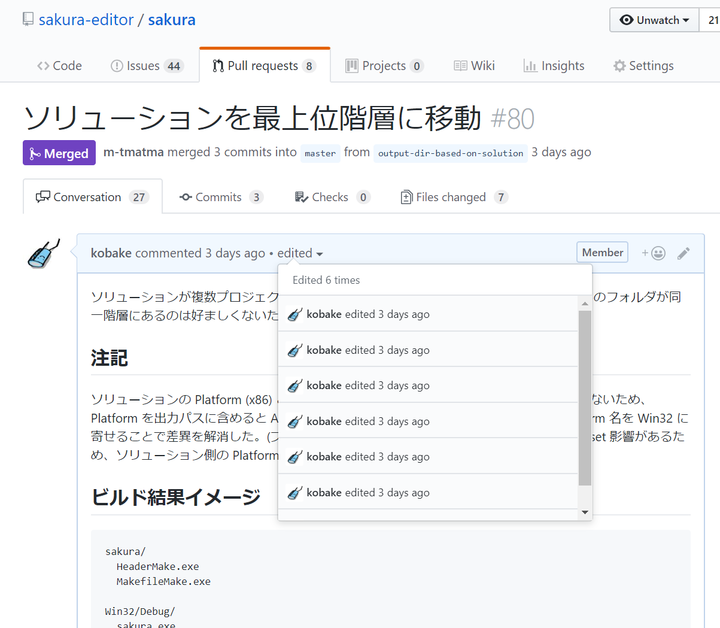 sakura-editor / sakura
Unwatch
21
Code
Issues 44
Pull requests 8
Projects 0
Wiki
Insights
Settings
ソリューションを最上位階層に移動 #80
Merged
m-tmatma merged 3 commits into master from output-dir-based-on-solution 3 days ago
Conversation 27
Commits 3
Checks 0
Files changed 7
kobake commented 3 days ago • edited
Member
Edited 6 times
ソリューションが複数プロジェク
のフォルダが同
kobake edited 3 days ago
一階層にあるのは好ましくないた
kobake edited 3 days ago
注記
kobake edited 3 days ago
ソリューションの Platform (x86)
ないため、
Platform を出力パスに含めると A
rm 名を Win32 に
kobake edited 3 days ago
寄せることで差異を解消した。(
set 影響があるた
め、ソリューション側の Platform
kobake edited 3 days ago
ビルド結果イメージ
kobake edited 3 days ago
sakura/
HeaderMake.exe
MakefileMake.exe
Win32/Debug/
sakura.exe